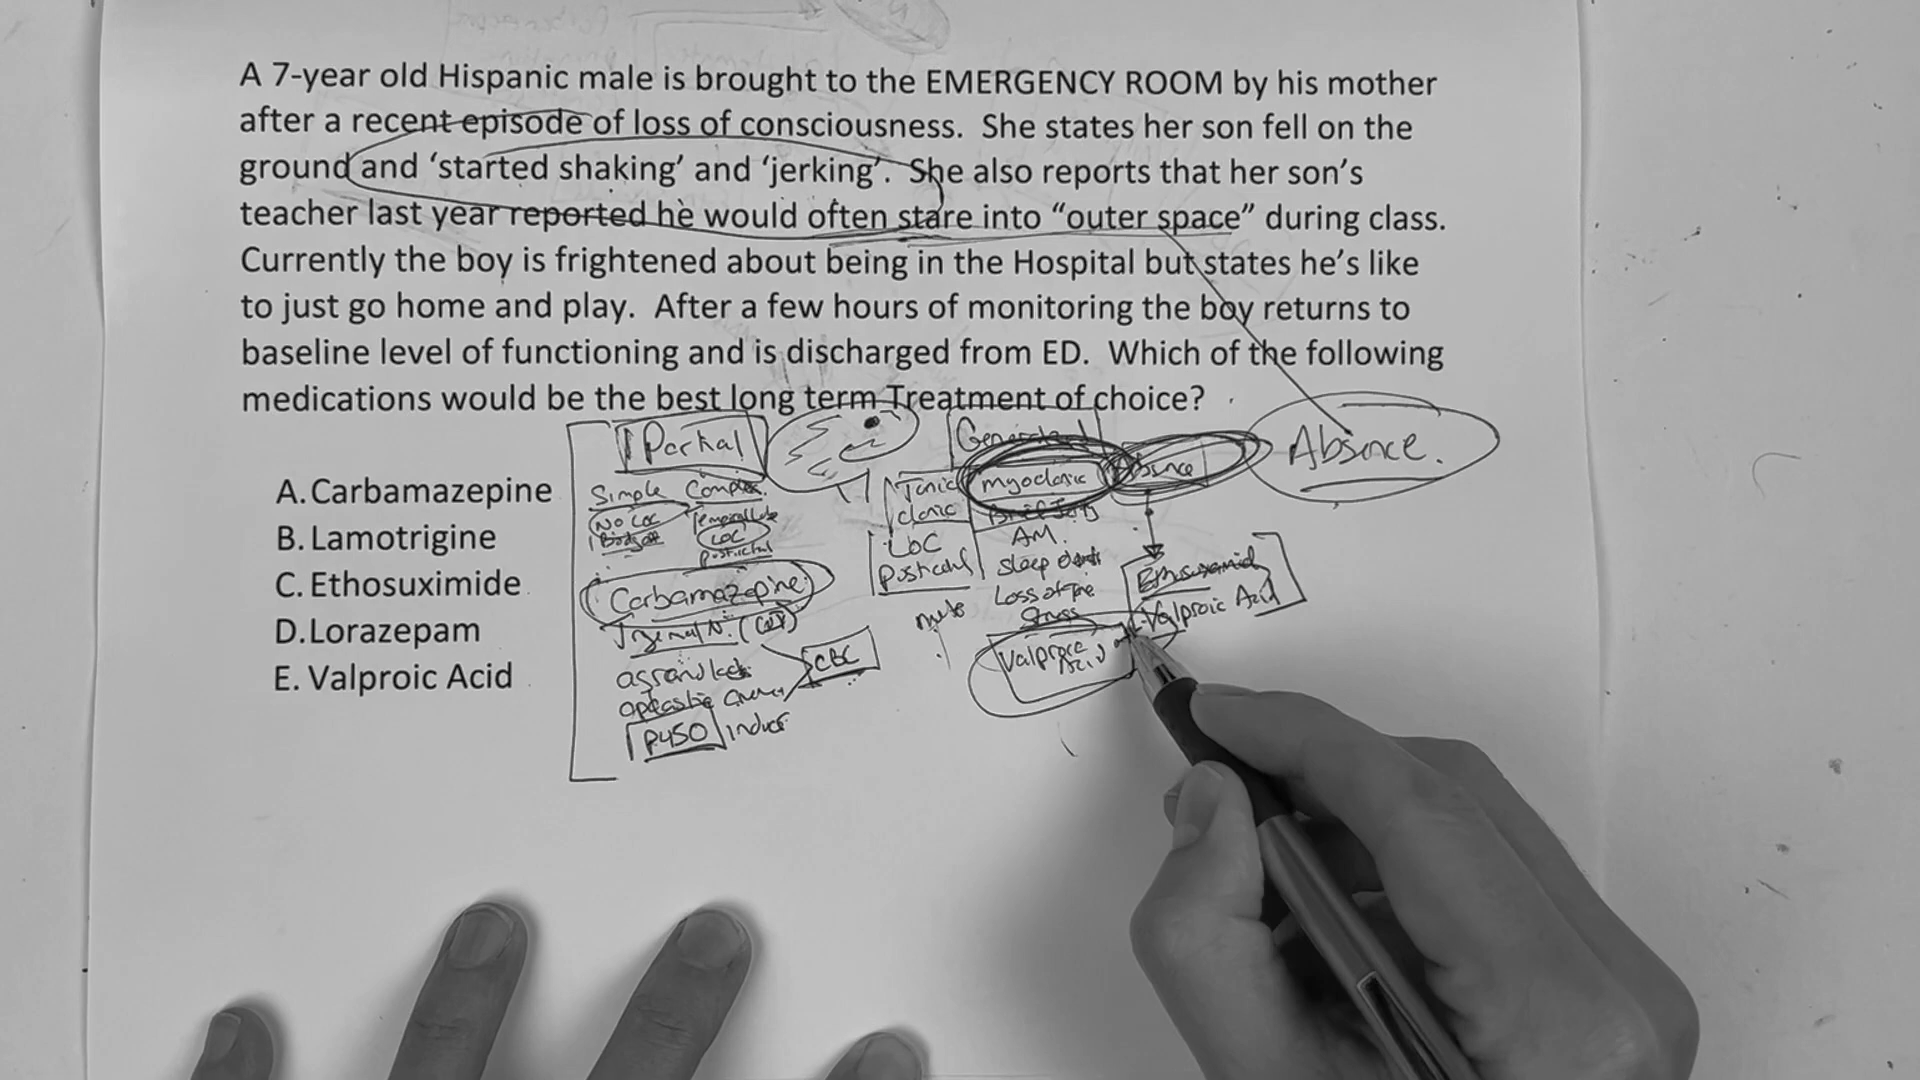 A 7-year old Hispanic male is brought to the EMERGENCY ROOM by his mother
after a recent episode of loss of consciousness. She states her son fell on the
ground and ‘started shaking’ and ‘jerking’. She also reports that her son’s
teacher last year reported he would often stare into “outer space” during class.
Currently the boy is frightened about being in the Hospital but states he’s like
to just go home and play. After a few hours of monitoring the boy returns to
baseline level of functioning and is discharged from ED. Which of the following
medications would be the best long term Treatment of choice?
A. Carbamazepine
B. Lamotrigine
C. Ethosuximide
D. Lorazepam
E. Valproic Acid
Partial
Simple Complex
No LOC
LOC
Carbamazepine
CBC
P450
Tonic
clonic
LOC
myoclonic
AM.
sleep
Loss of
Valproic
Acid
Absence
Valproic Acid
Absence.